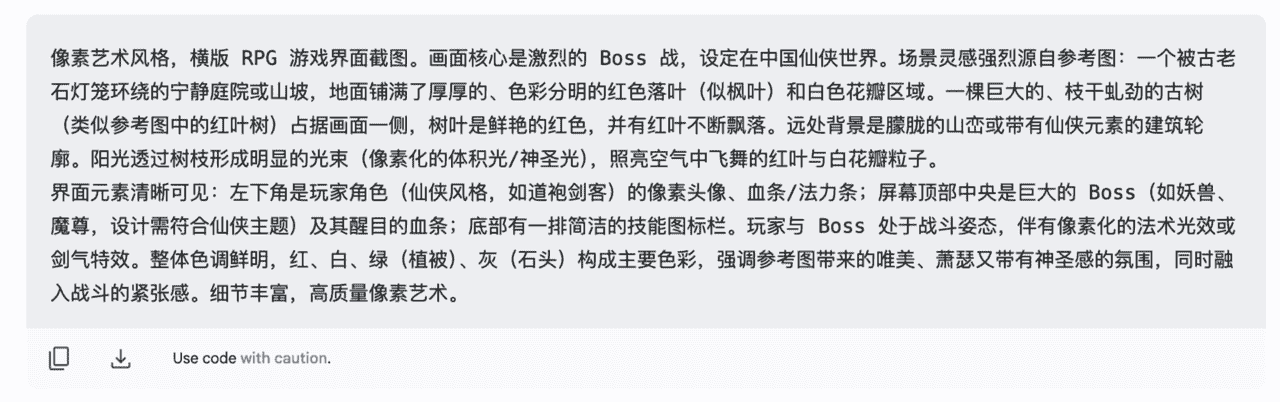 像素艺术风格，横版 RPG 游戏界面截图。画面核心是激烈的 Boss 战，设定在中国仙侠世界。场景灵感强烈源自参考图：一个被古老
石灯笼环绕的宁静庭院或山坡，地面铺满了厚厚的、色彩分明的红色落叶（似枫叶）和白色花瓣区域。一棵巨大的、枝干虬劲的古树
（类似参考图中的红叶树）占据画面一侧，树叶是鲜艳的红色，并有红叶不断飘落。远处背景是朦胧的山峦或带有仙侠元素的建筑轮
廓。阳光透过树枝形成明显的光束（像素化的体积光/神圣光），照亮空气中飞舞的红叶与白花瓣粒子。
界面元素清晰可见：左下角是玩家角色（仙侠风格，如道袍剑客）的像素头像、血条/法力条；屏幕顶部中央是巨大的 Boss（如妖兽、
魔尊，设计需符合仙侠主题）及其醒目的血条；底部有一排简洁的技能图标栏。玩家与 Boss 处于战斗姿态，伴有像素化的法术光效或
剑气特效。整体色调鲜明，红、白、绿（植被）、灰（石头）构成主要色彩，强调参考图带来的唯美、萧瑟又带有神圣感的氛围，同时融
入战斗的紧张感。细节丰富，高质量像素艺术。
Use code with caution.